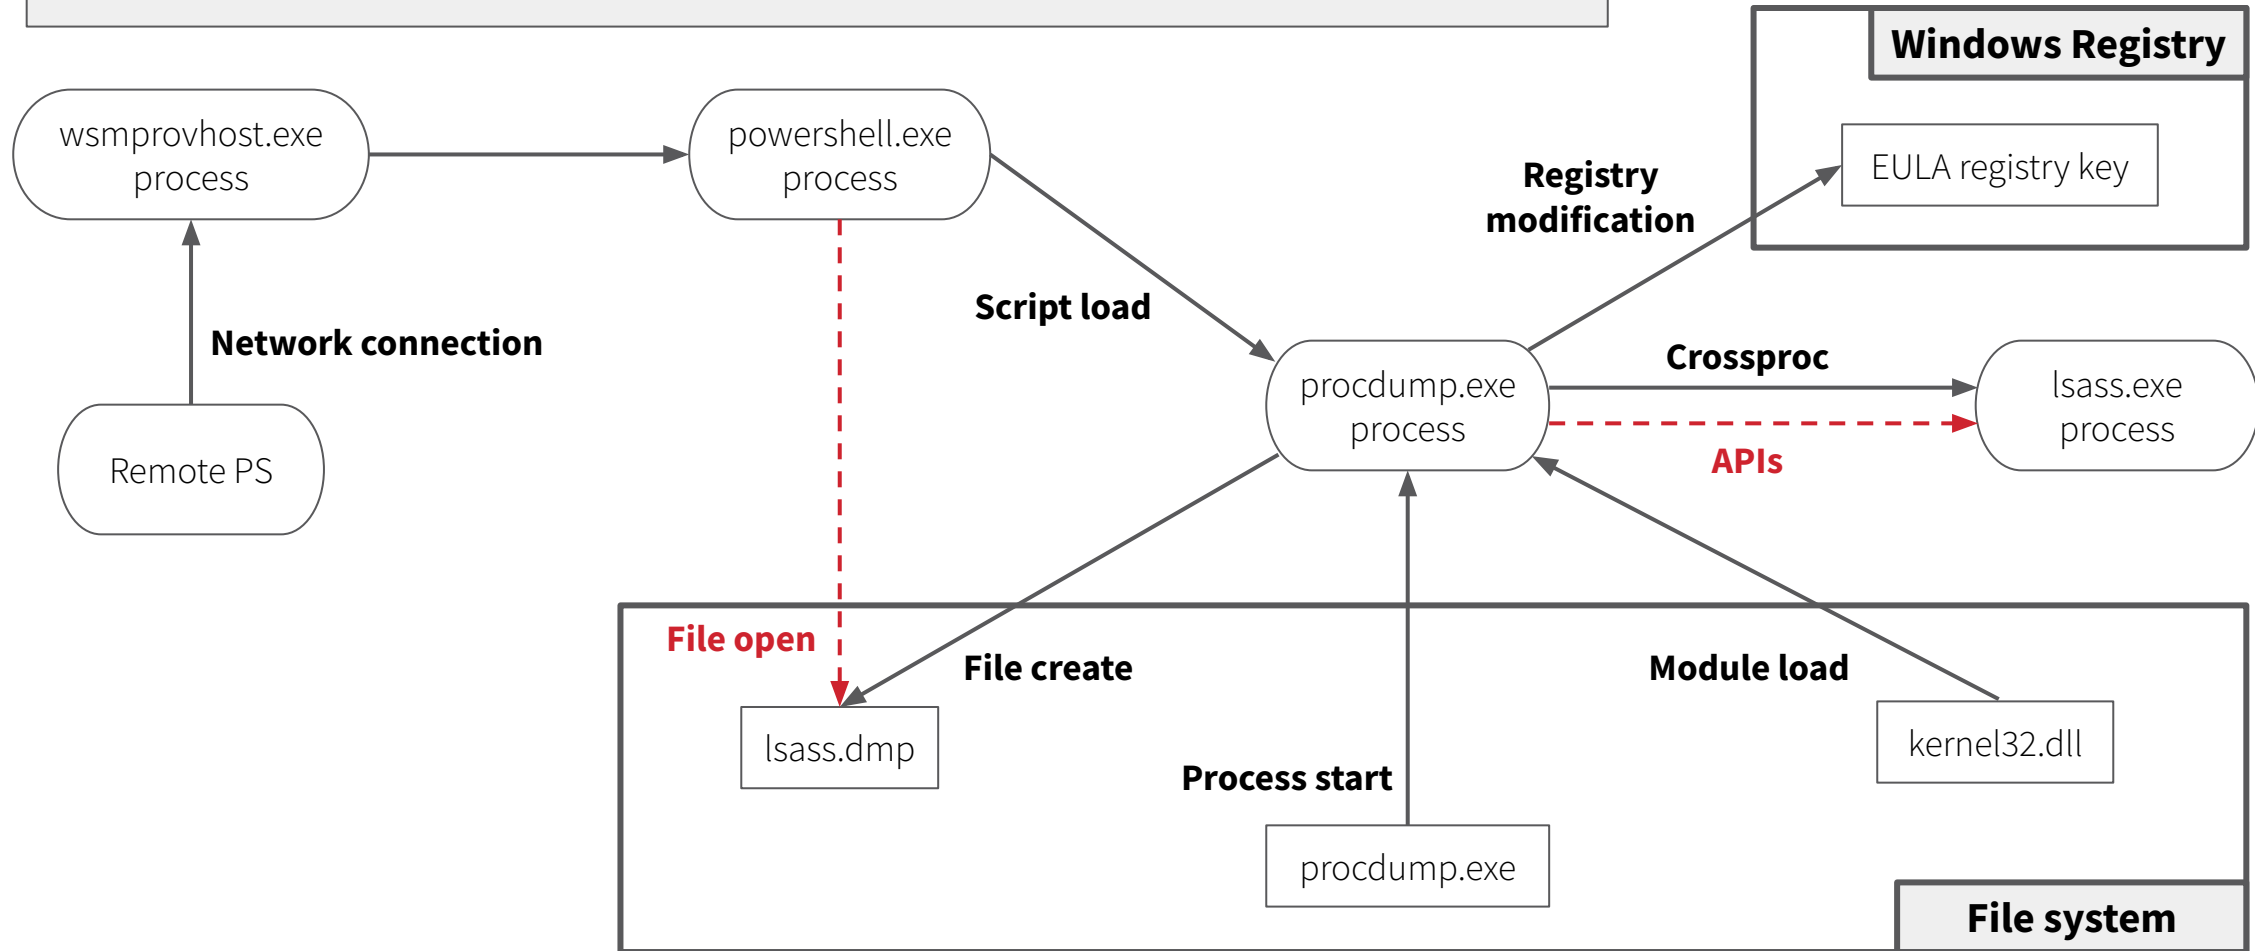 Windows Registry
wsmprovhost.exe
process
powershell.exe
process
EULA registry key
Registry
modification
Script load
Network connection
Crossproc
procdump.exe
process
lsass.exe
process
APIs
Remote PS
File open
File create
Module load
lsass.dmp
kernel32.dll
Process start
procdump.exe
File system